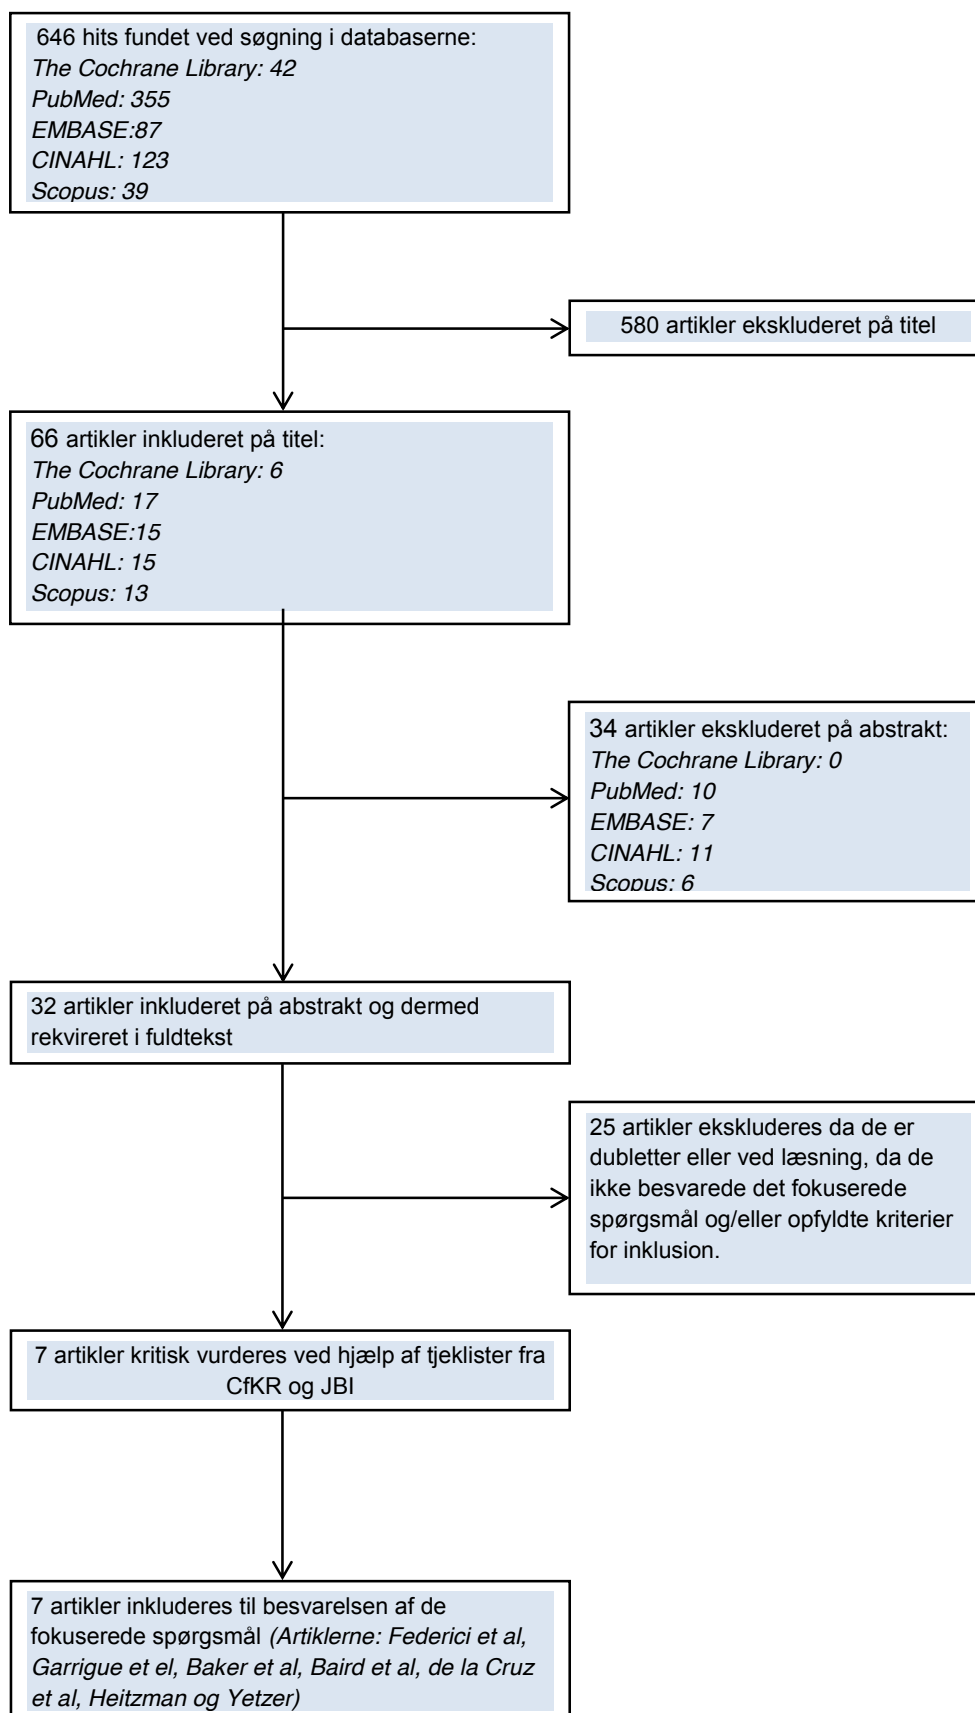 646 hits fundet ved søgning i databaserne:
The Cochrane Library: 42
PubMed: 355
EMBASE:87
CINAHL: 123
Scopus: 39
580 artikler ekskluderet på titel
66 artikler inkluderet på titel:
The Cochrane Library: 6
PubMed: 17
EMBASE:15
CINAHL: 15
Scopus: 13
34 artikler ekskluderet på abstrakt:
The Cochrane Library: 0
PubMed: 10
EMBASE: 7
CINAHL: 11
Scopus: 6
32 artikler inkluderet på abstrakt og dermed
rekvireret i fuldtekst
25 artikler ekskluderes da de er
dubletter eller ved læsning, da de
ikke besvarede det fokuserede
spørgsmål og/eller opfyldte kriterier
for inklusion.
7 artikler kritisk vurderes ved hjælp af tjeklister fra
CfKR og JBI
7 artikler inkluderes til besvarelsen af de
fokuserede spørgsmål (Artiklerne: Federici et al,
Garrigue et el, Baker et al, Baird et al, de la Cruz
et al, Heitzman og Yetzer)